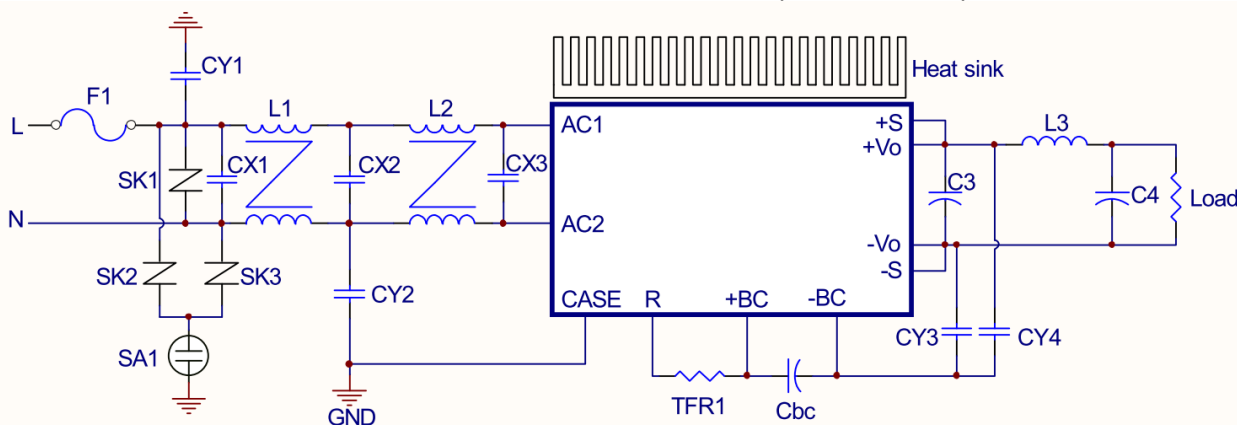 CY1
Heat sink
F1
L1
L2
L
AC1
+S
+Vo
L3
SK1
CX1
CX2
CX3
C3
C4
Load
N
AC2
-Vo
-S
SK2
SK3
CY2
CASE
R
+BC
-BC
CY3
CY4
SA1
GND
TFR1
Cbc